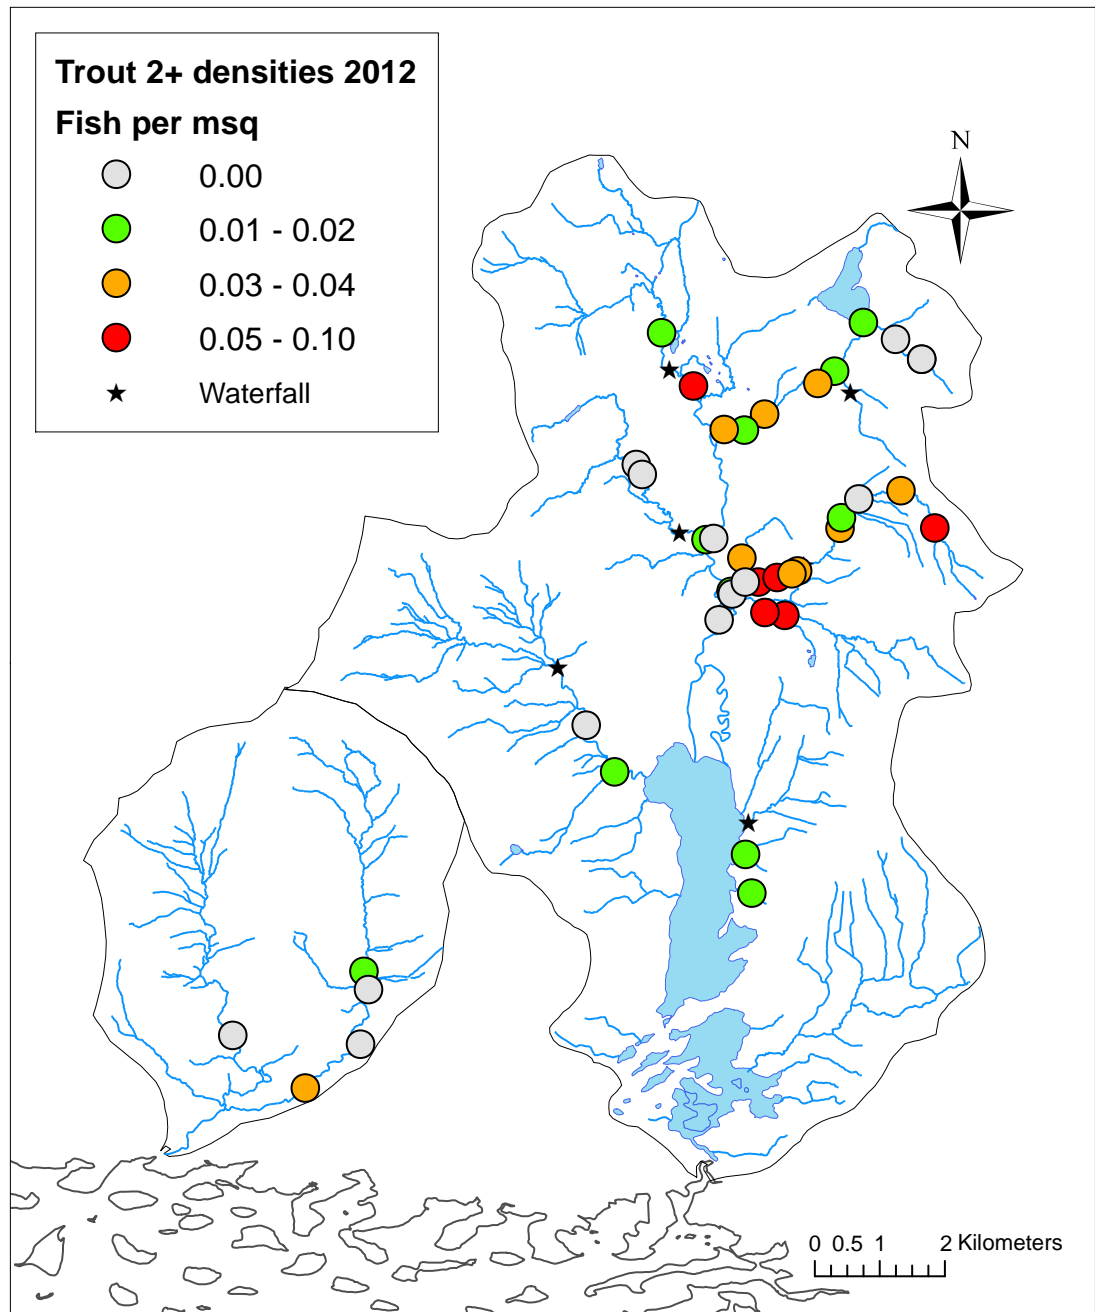 Trout 2+ densities 2012
Fish per msq
0.00
0.01 - 0.02
0.03 - 0.04
0.05 - 0.10
Waterfall
N
0 0.5 1 2 Kilometers